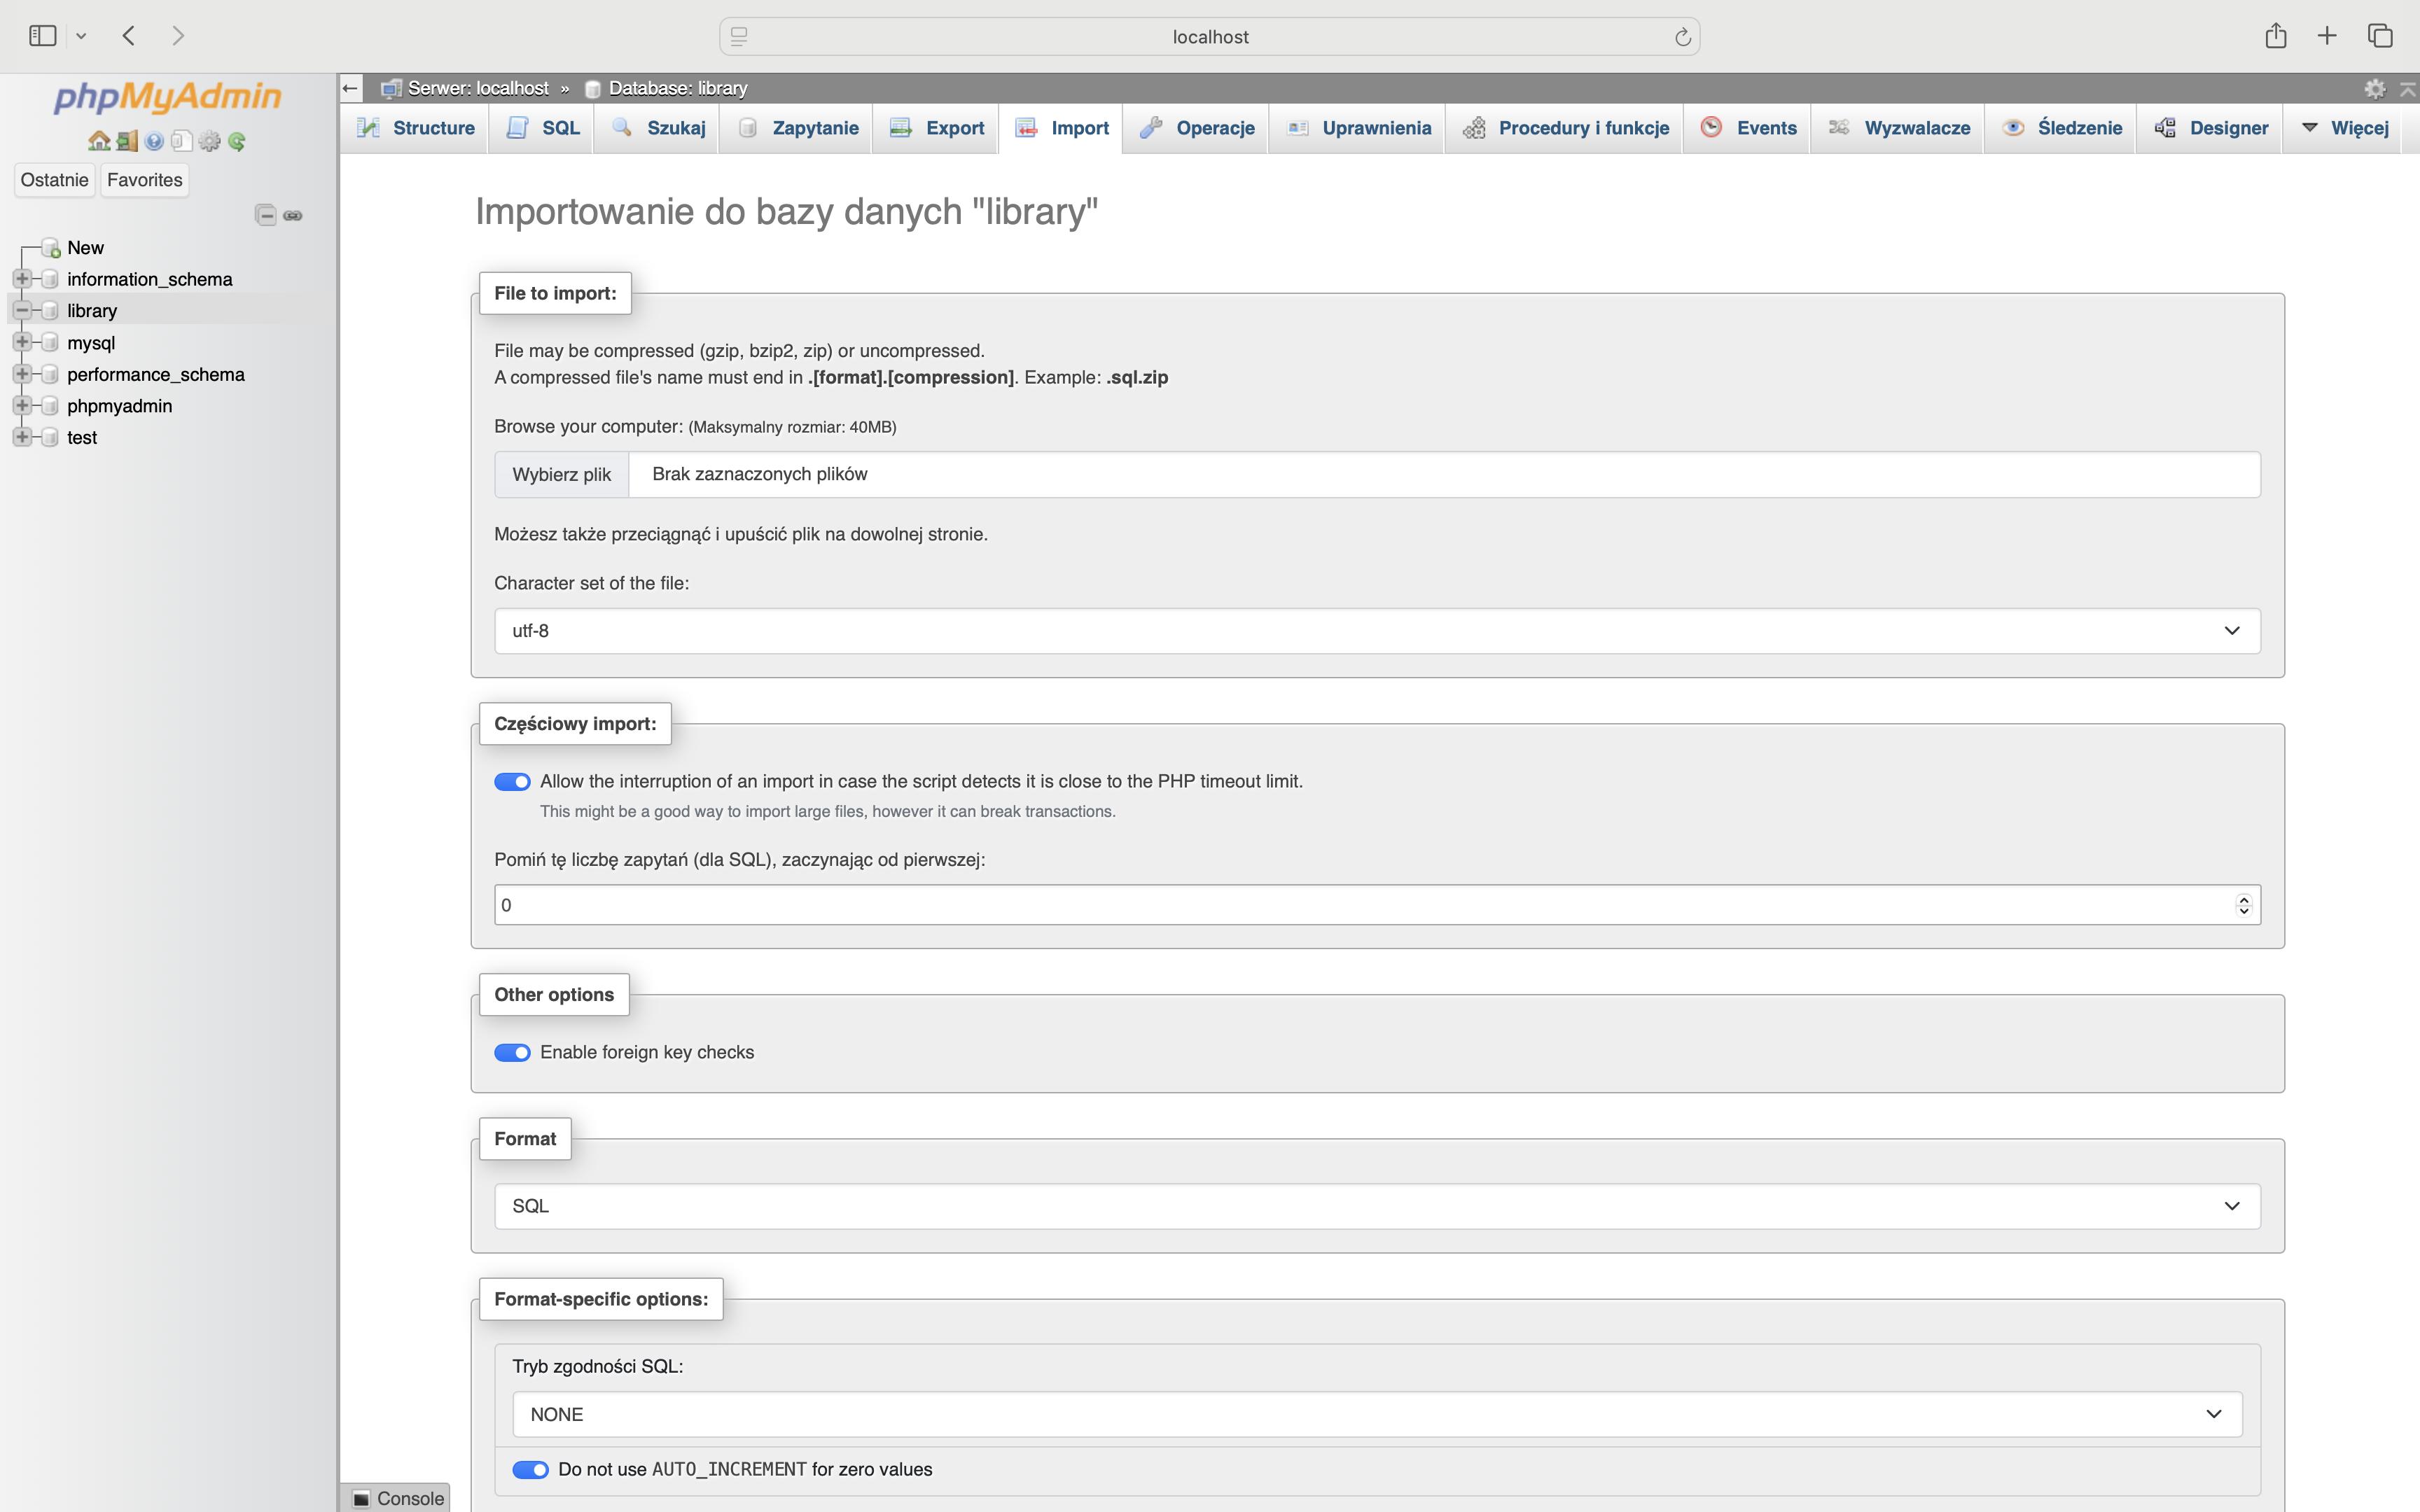 localhost
phpMyAdmin
Ostatnie Favorites
New
information_schema
library
mysql
performance_schema
phpmyadmin
test
Serwer: localhost » Database: library
Structure SQL Szukaj Zapytanie Export Import Operacje Uprawnienia Procedury i funkcje Events Wyzwalacze Śledzenie Designer Więcej
Importowanie do bazy danych "library"
File to import:
File may be compressed (gzip, bzip2, zip) or uncompressed.
A compressed file's name must end in .[format].[compression]. Example: .sql.zip
Browse your computer: (Maksymalny rozmiar: 40MB)
Wybierz plik Brak zaznaczonych plików
Możesz także przeciągnąć i upuścić plik na dowolnej stronie.
Character set of the file:
utf-8
Częściowy import:
Allow the interruption of an import in case the script detects it is close to the PHP timeout limit.
This might be a good way to import large files, however it can break transactions.
Pomiń tę liczbę zapytań (dla SQL), zaczynając od pierwszej:
0
Other options
Enable foreign key checks
Format
SQL
Format-specific options:
Tryb zgodności SQL:
NONE
Do not use AUTO_INCREMENT for zero values
Console